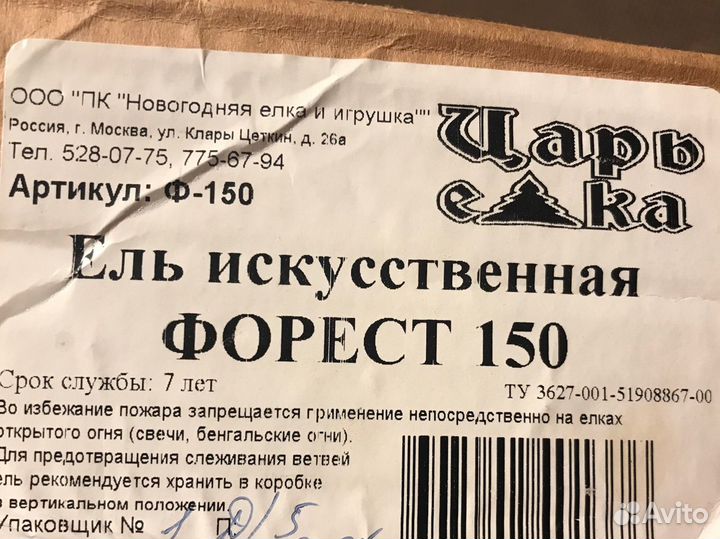 ООО "ПК "Новогодняя елка и игрушка""
Россия, г. Москва, ул. Клары Цеткин, д. 26а
Тел. 528-07-75, 775-67-94
Артикул: Ф-150
Царь
елка
Ель искусственная
ФОРЕСТ 150
Срок службы: 7 лет
ТУ 3627-001-51908867-00
Во избежание пожара запрещается применение непосредственно на елках
открытого огня (свечи, бенгальские огни).
Для предотвращения слеживания ветвей
ель рекомендуется хранить в коробке
в вертикальном положении.
Упаковщик №
Avito